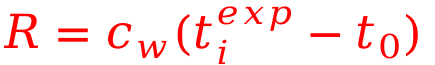 R = c_w(t_i^{exp} − t_0)